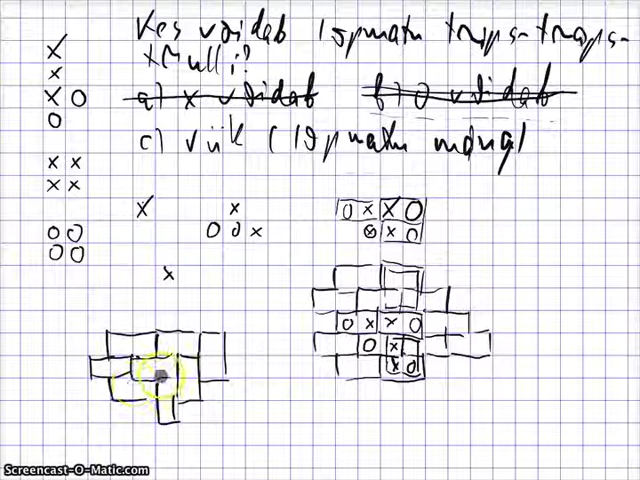 Kes võidab lõpmatu trips-traps-
trulli?
a) x võidab b) O võidab
c) viik (lõpmatu mäng)
x
x
x O
O
x x
x x
O O
O O
x
x
O O x
x
O x X O
⊗ x O
O x x O
O x
x O
Screencast-O-Matic.com